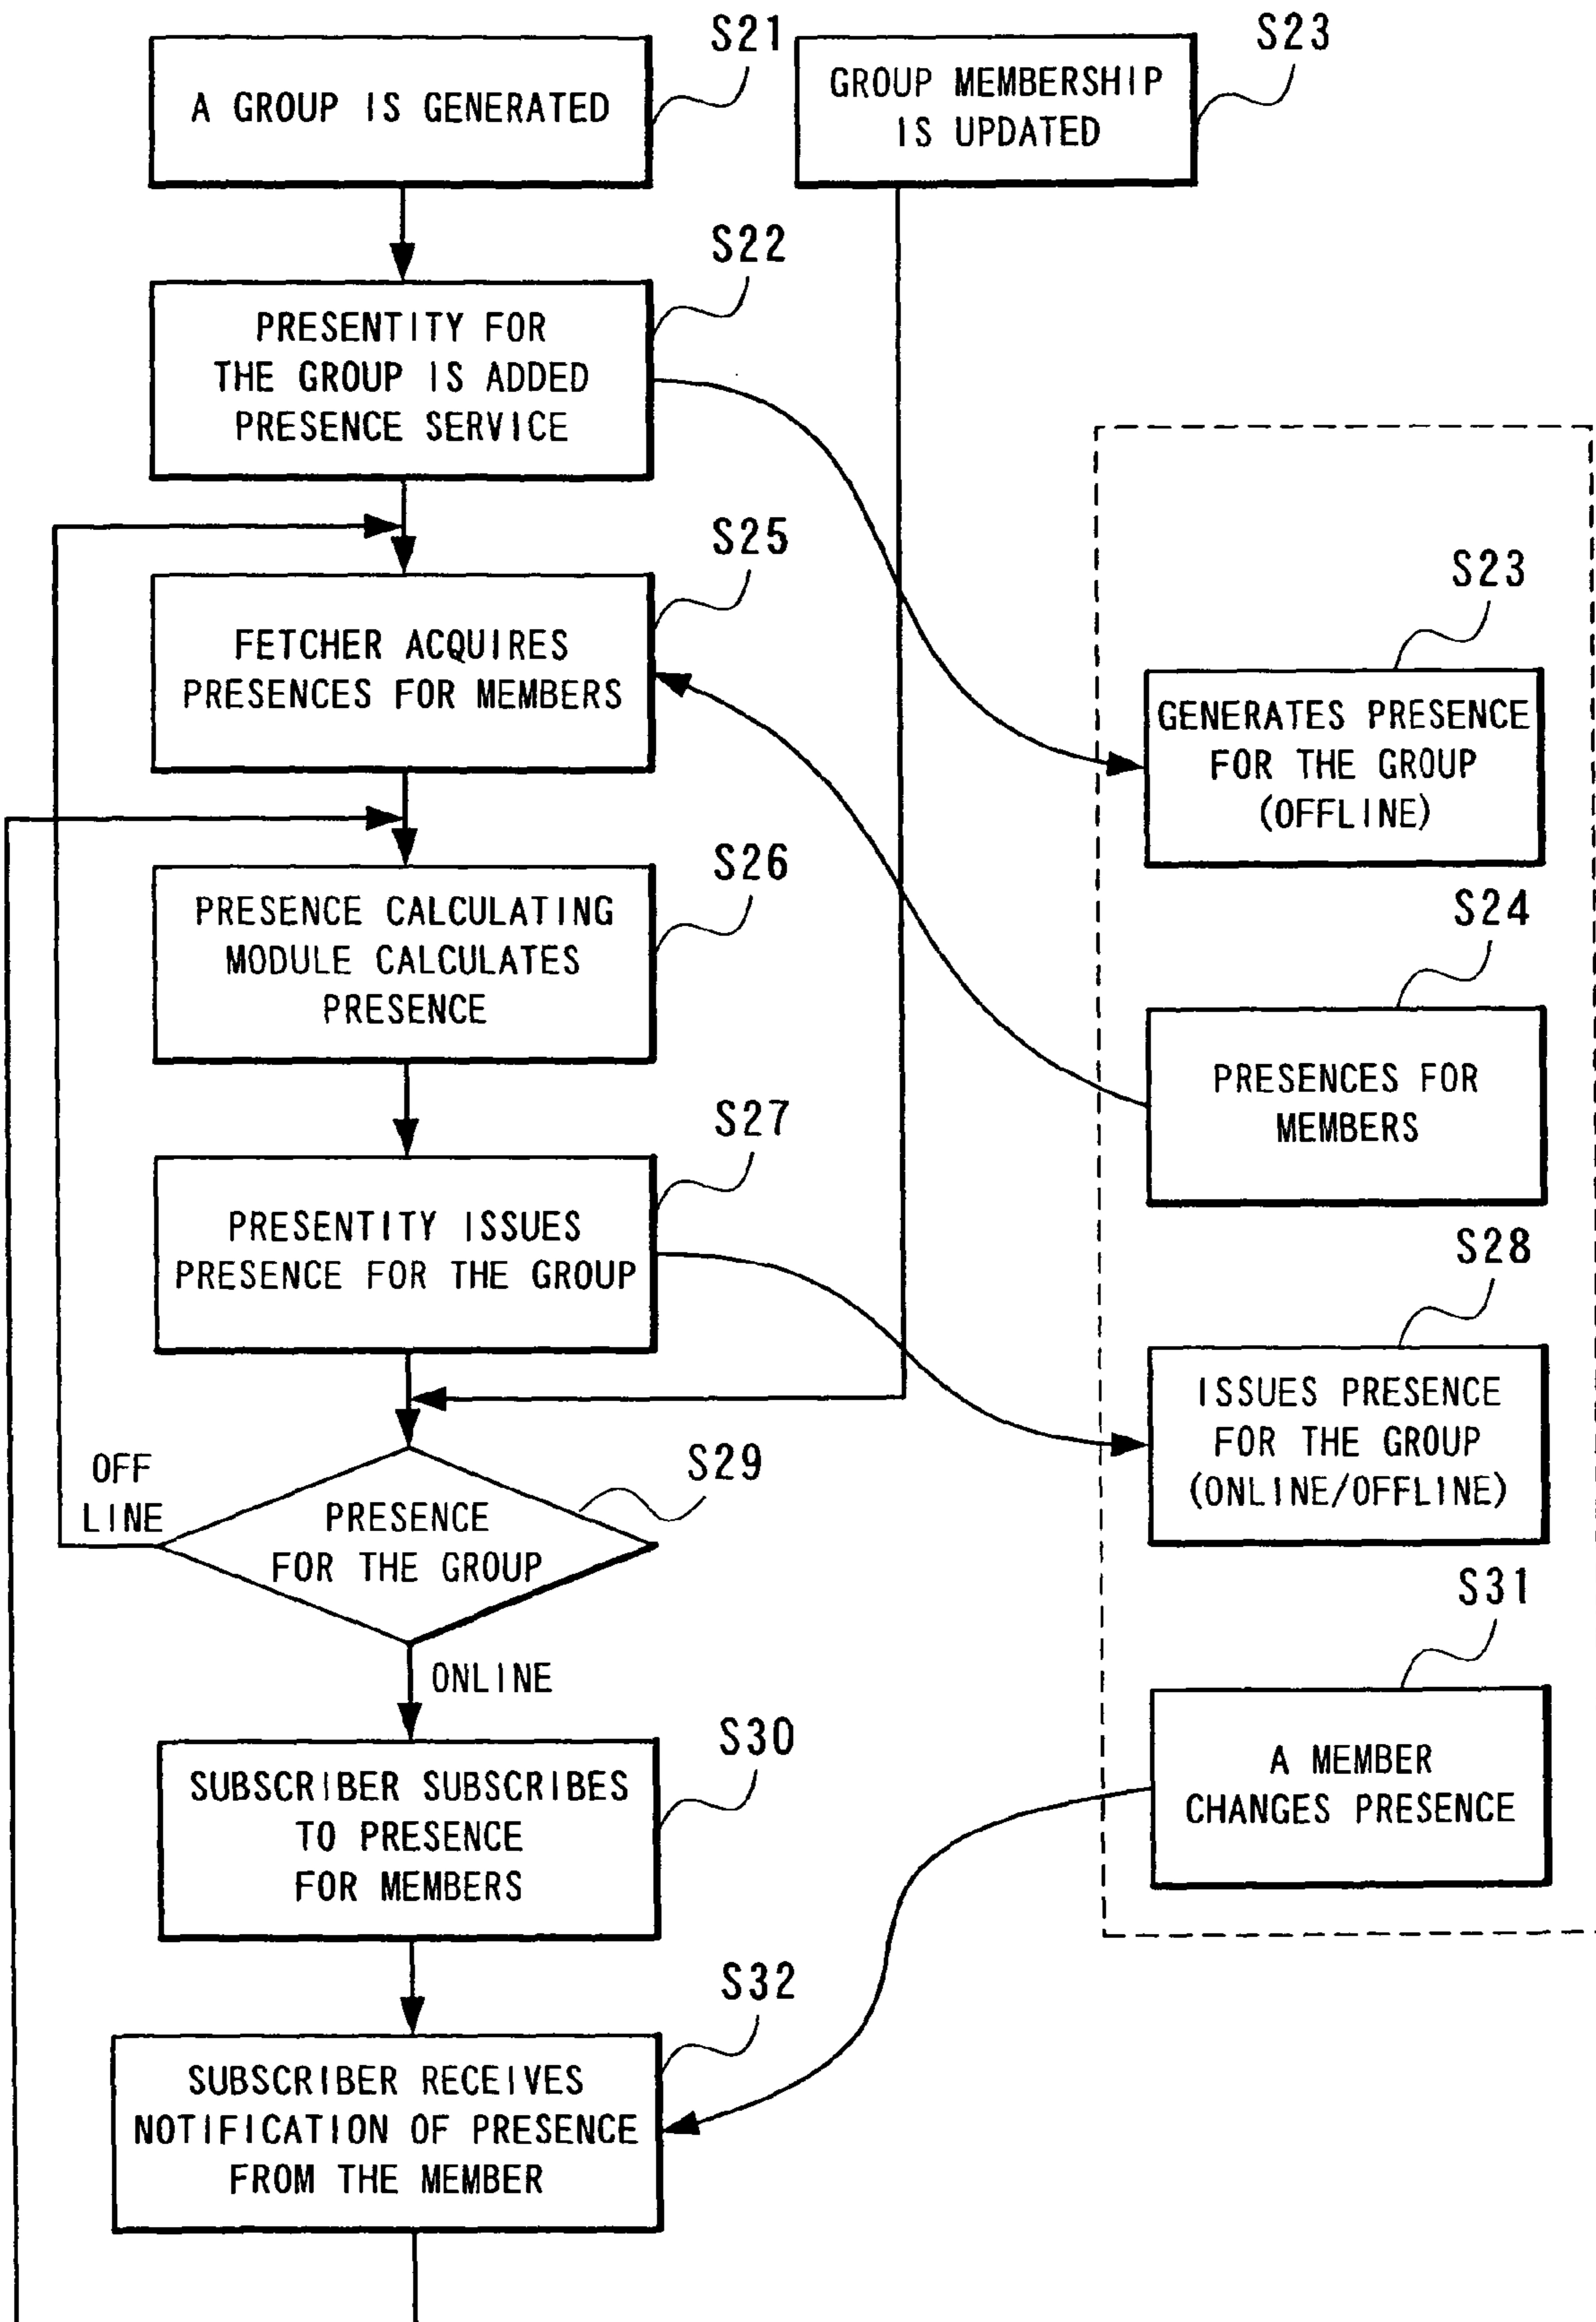 S21
A GROUP IS GENERATED
S23
GROUP MEMBERSHIP
IS UPDATED
S22
PRESENTITY FOR
THE GROUP IS ADDED
PRESENCE SERVICE
S25
FETCHER ACQUIRES
PRESENCES FOR MEMBERS
S23
GENERATES PRESENCE
FOR THE GROUP
(OFFLINE)
S26
PRESENCE CALCULATING
MODULE CALCULATES
PRESENCE
S24
PRESENCES FOR
MEMBERS
S27
PRESENTITY ISSUES
PRESENCE FOR THE GROUP
S28
ISSUES PRESENCE
FOR THE GROUP
(ONLINE/OFFLINE)
OFF
LINE
S29
PRESENCE
FOR THE GROUP
ONLINE
S31
A MEMBER
CHANGES PRESENCE
S30
SUBSCRIBER SUBSCRIBES
TO PRESENCE
FOR MEMBERS
S32
SUBSCRIBER RECEIVES
NOTIFICATION OF PRESENCE
FROM THE MEMBER